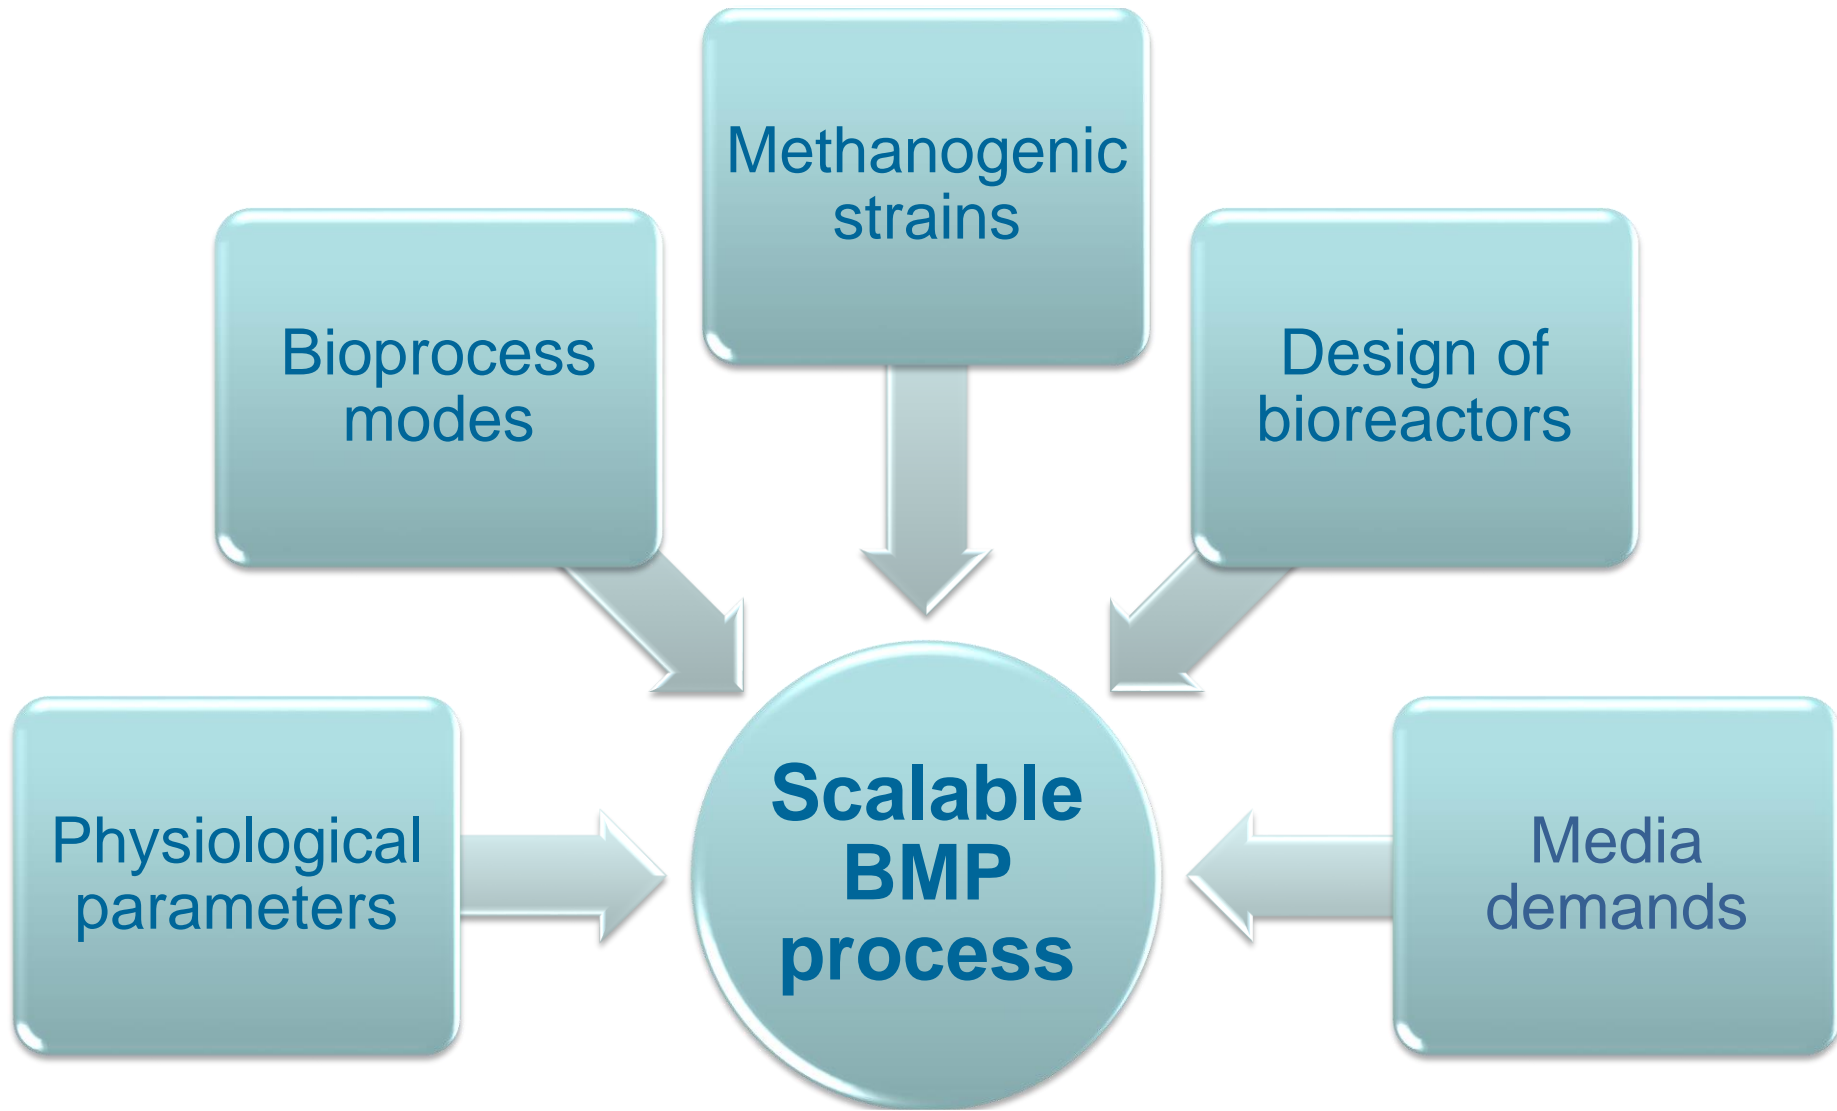 Methanogenic
strains
Bioprocess
modes
Design of
bioreactors
Physiological
parameters
Scalable
BMP
process
Media
demands